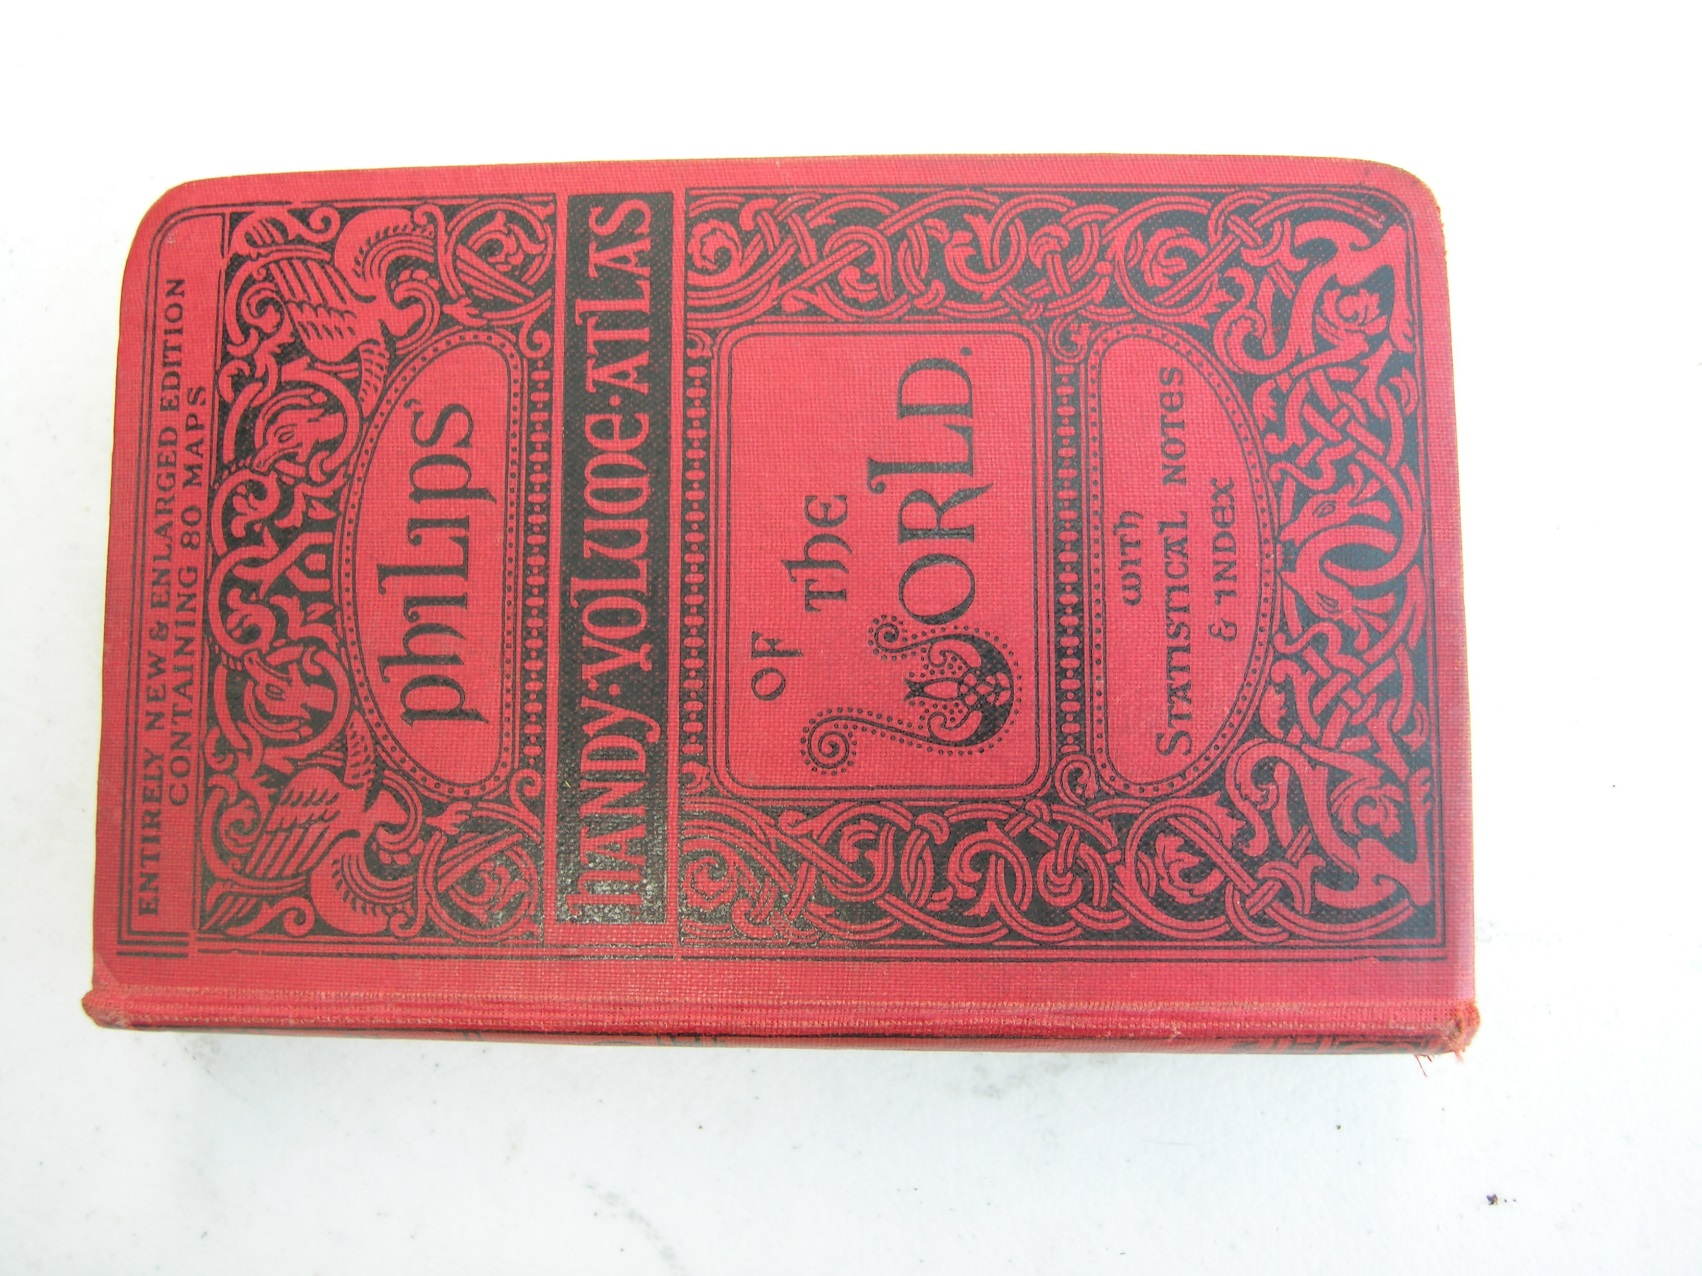 ENTIRELY NEW & ENLARGED EDITION
CONTAINING 80 MAPS
PHILIPS'
HANDY·VOLUME·ATLAS
OF
THE
WORLD.
WITH
STATISTICAL NOTES
& INDEX